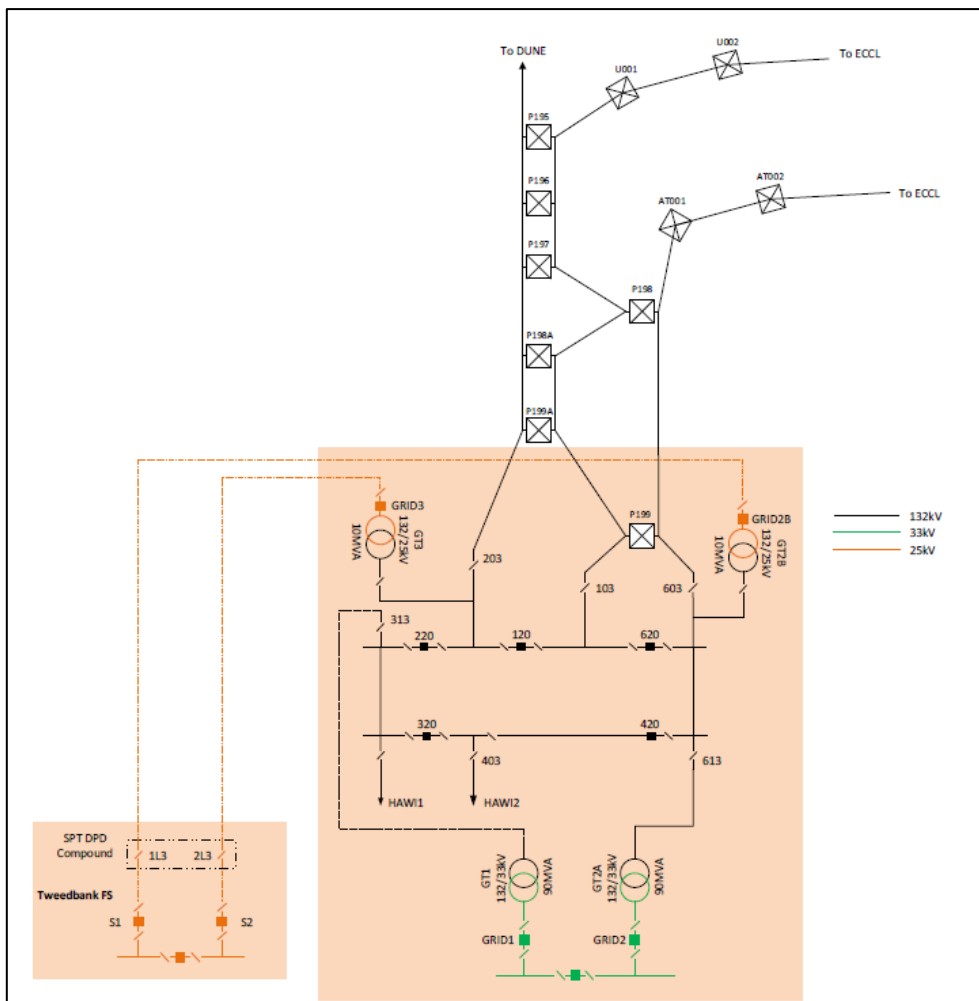 To DUNE
U001
U002
To ECCL
P195
P196
AT001
AT002
To ECCL
P197
P198
P198A
P199A
GRID3
GT3
132/25kV
10MVA
P199
GRID2B
GT2B
132/25kV
10MVA
132kV
33kV
25kV
203
103
603
313
220
120
620
320
420
403
613
HAWI1
HAWI2
SPT DPD
Compound
1L3
2L3
Tweedbank FS
S1
S2
GT1
132/33kV
90MVA
GT2A
132/33kV
90MVA
GRID1
GRID2